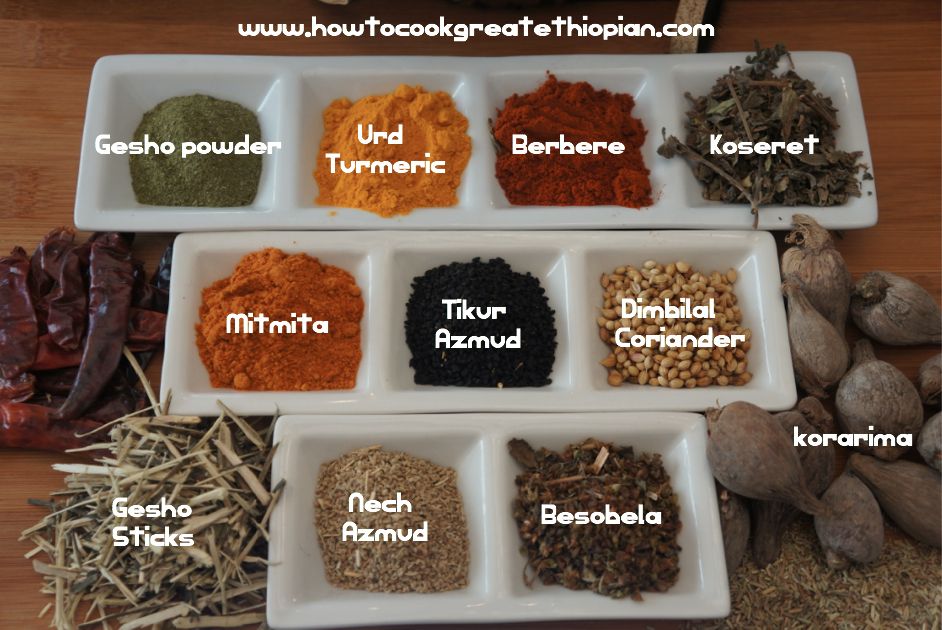 www.howtocookgreatethiopian.com
Gesho powder
Urd
Turmeric
Berbere
Koseret
Mitmita
Tikur
Azmud
Dimbilal
Coriander
korarima
Gesho
Sticks
Nech
Azmud
Besobela